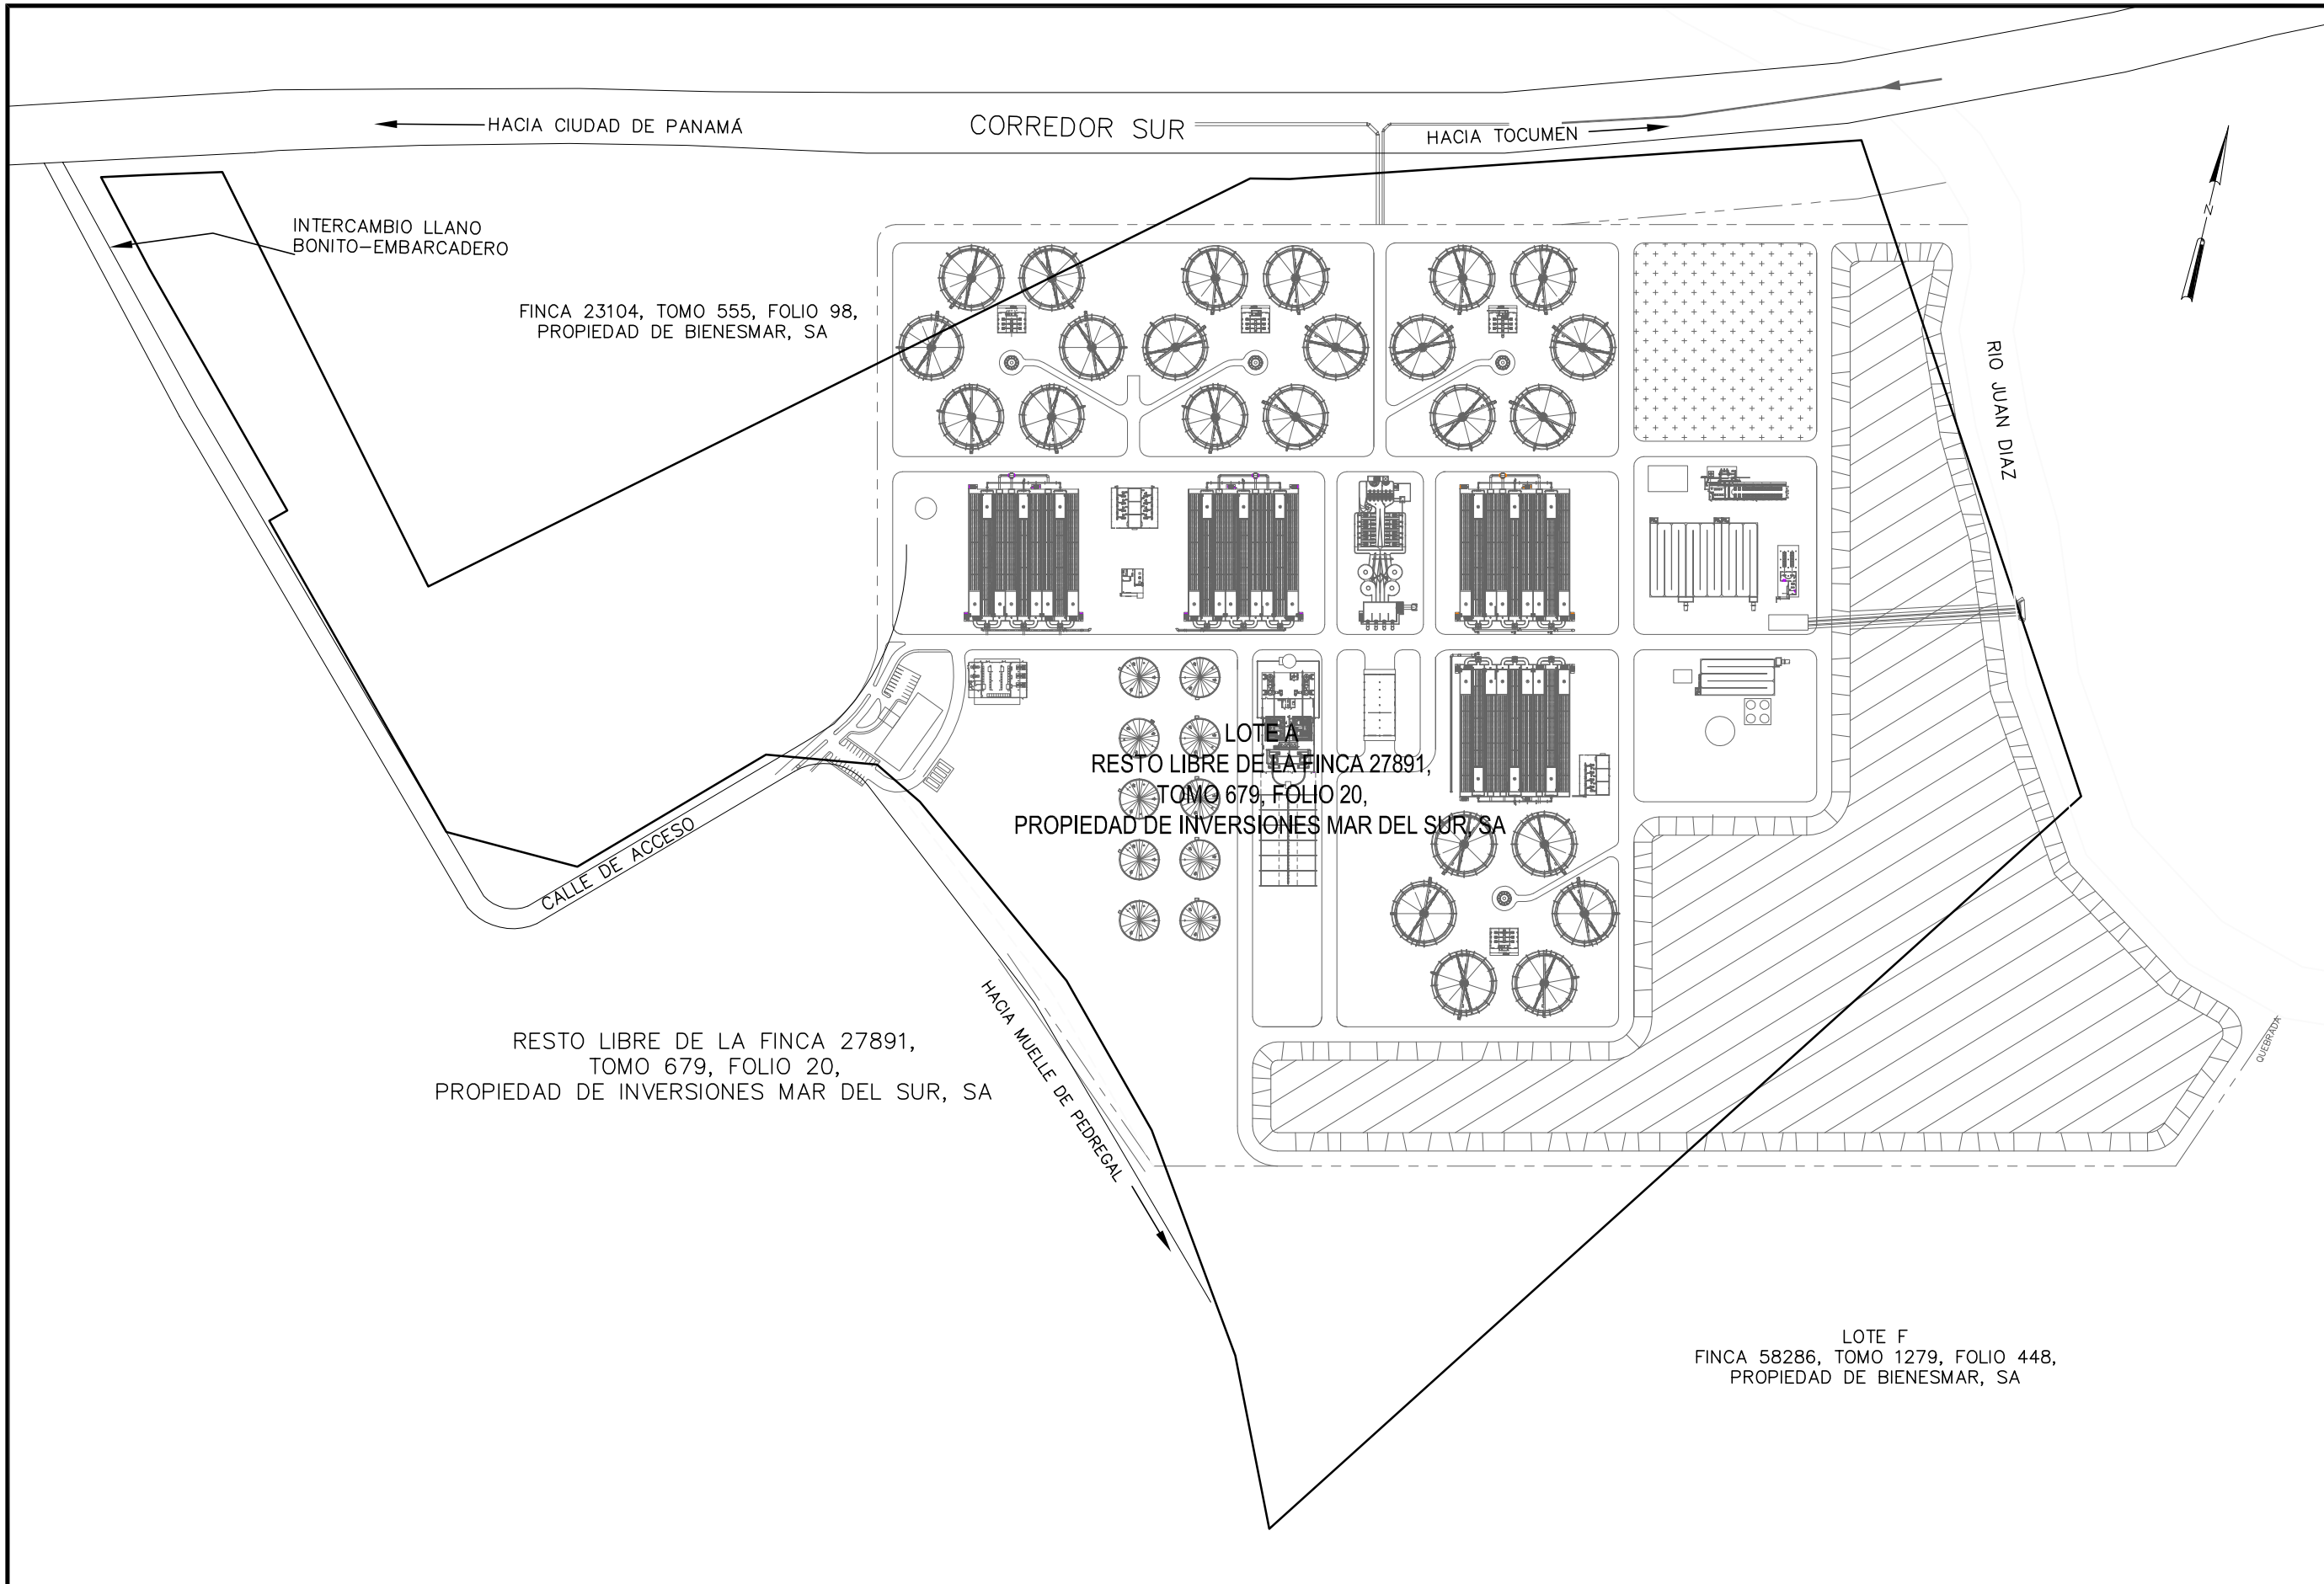 HACIA CIUDAD DE PANAMÁ
CORREDOR SUR
HACIA TOCUMEN
N
INTERCAMBIO LLANO
BONITO-EMBARCADERO
FINCA 23104, TOMO 555, FOLIO 98,
PROPIEDAD DE BIENESMAR, SA
RIO JUAN DIAZ
LOTE A
RESTO LIBRE DE LA FINCA 27891,
TOMO 679, FOLIO 20,
PROPIEDAD DE INVERSIONES MAR DEL SUR, SA
CALLE DE ACCESO
HACIA MUELLE DE PEDREGAL
RESTO LIBRE DE LA FINCA 27891,
TOMO 679, FOLIO 20,
PROPIEDAD DE INVERSIONES MAR DEL SUR, SA
QUEBRADA
LOTE F
FINCA 58286, TOMO 1279, FOLIO 448,
PROPIEDAD DE BIENESMAR, SA